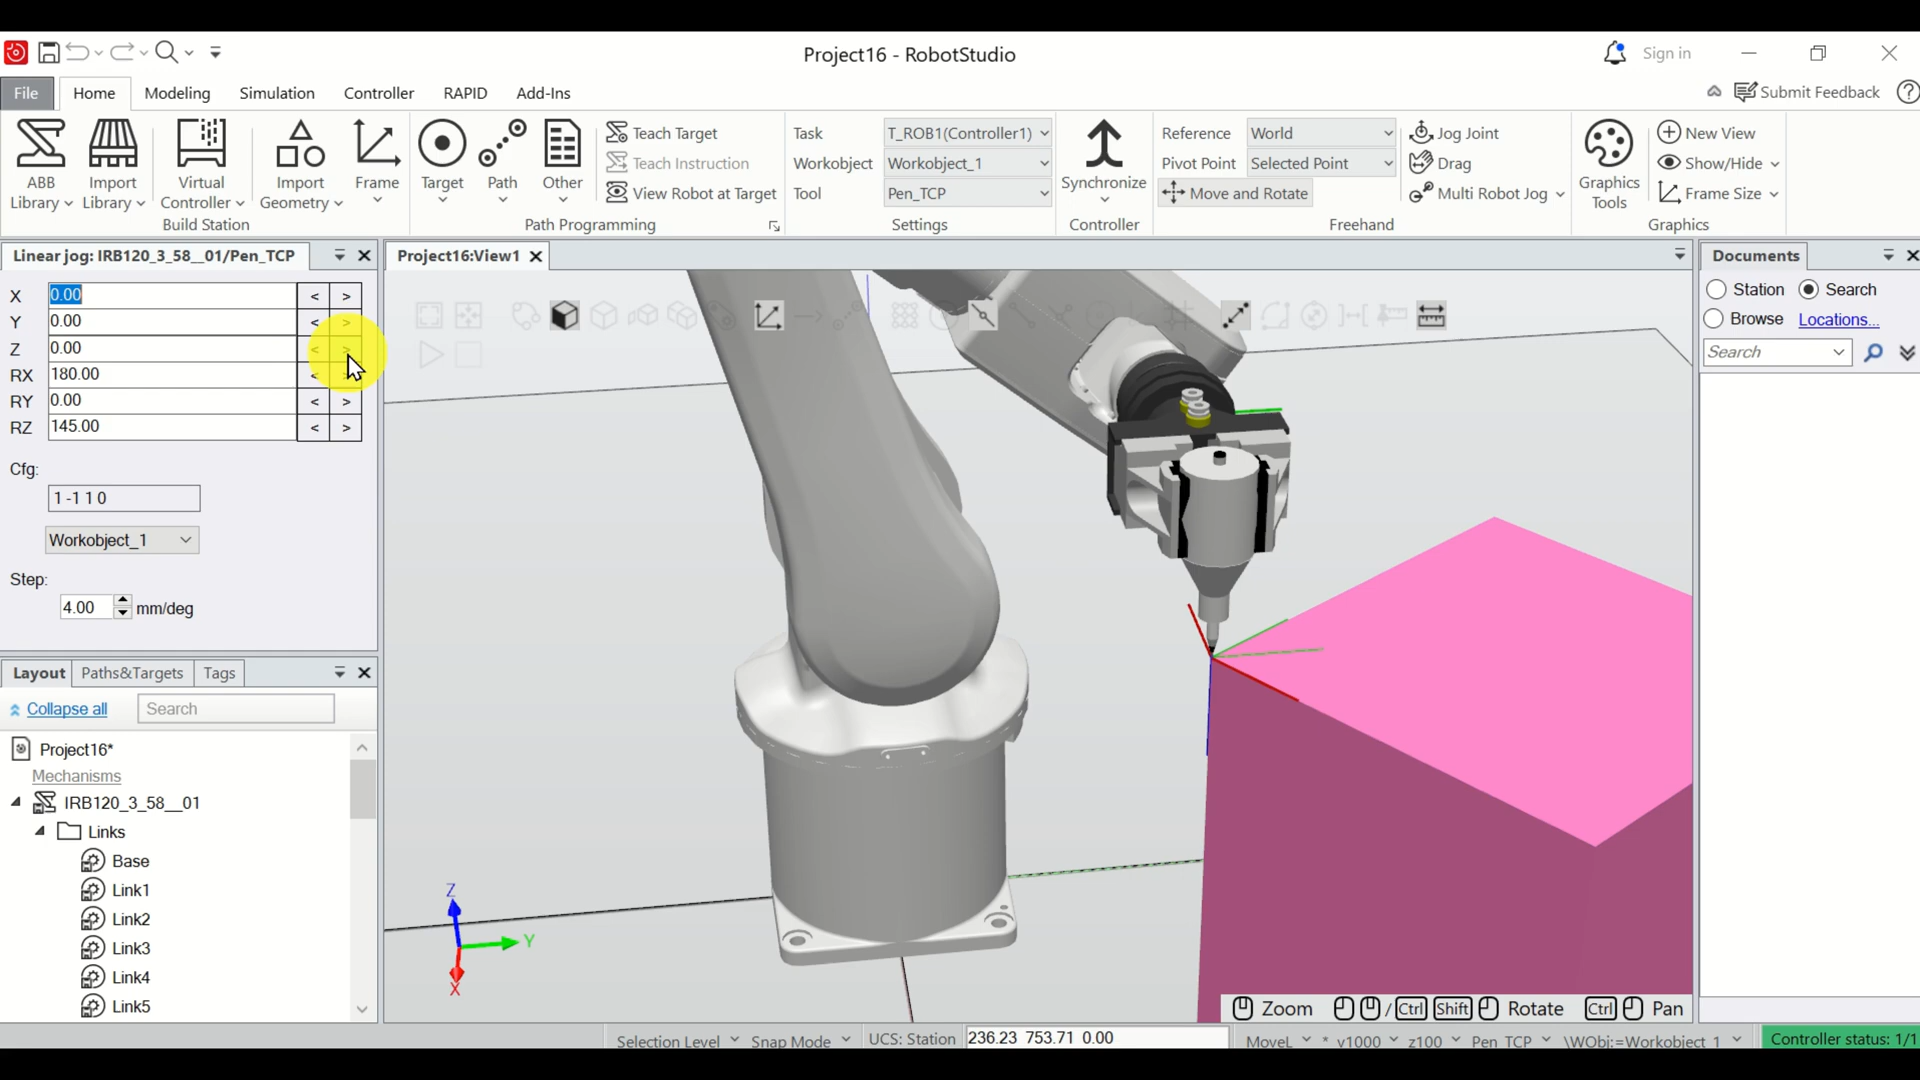 Project16 - RobotStudio
Sign in
File Home Modeling Simulation Controller RAPID Add-Ins
Submit Feedback
ABB Library
Import Library
Virtual Controller
Import Geometry
Frame
Build Station
Target
Path
Other
Teach Target
Teach Instruction
View Robot at Target
Path Programming
Task T_ROB1(Controller1)
Workobject Workobject_1
Tool Pen_TCP
Settings
Synchronize
Controller
Reference World
Pivot Point Selected Point
Move and Rotate
Jog Joint
Drag
Multi Robot Jog
Freehand
Graphics Tools
New View
Show/Hide
Frame Size
Graphics
Linear jog: IRB120_3_58__01/Pen_TCP
X 0.00 < >
Y 0.00 < >
Z 0.00 < >
RX 180.00 <
RY 0.00 < >
RZ 145.00 < >
Cfg:
1 -1 1 0
Workobject_1
Step:
4.00 mm/deg
Layout Paths&Targets Tags
Collapse all Search
Project16*
Mechanisms
IRB120_3_58__01
Links
Base
Link1
Link2
Link3
Link4
Link5
Project16:View1
Z
Y
X
Zoom / Ctrl Shift Rotate Ctrl Pan
Documents
Station Search
Browse Locations...
Search
Selection Level Snap Mode UCS: Station 236.23 753.71 0.00 MoveL * v1000 z100 Pen_TCP \WObj:=Workobject_1 Controller status: 1/1